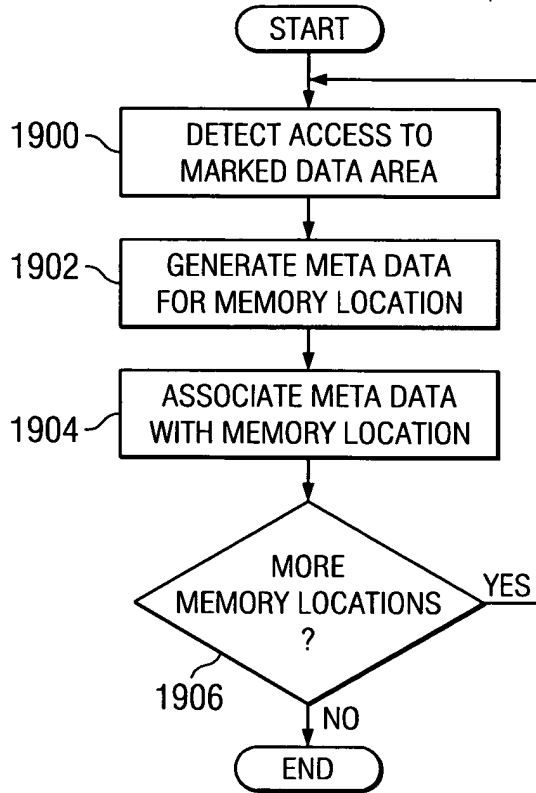 START
1900
DETECT ACCESS TO
MARKED DATA AREA
1902
GENERATE META DATA
FOR MEMORY LOCATION
1904
ASSOCIATE META DATA
WITH MEMORY LOCATION
MORE
MEMORY LOCATIONS
?
YES
1906
NO
END